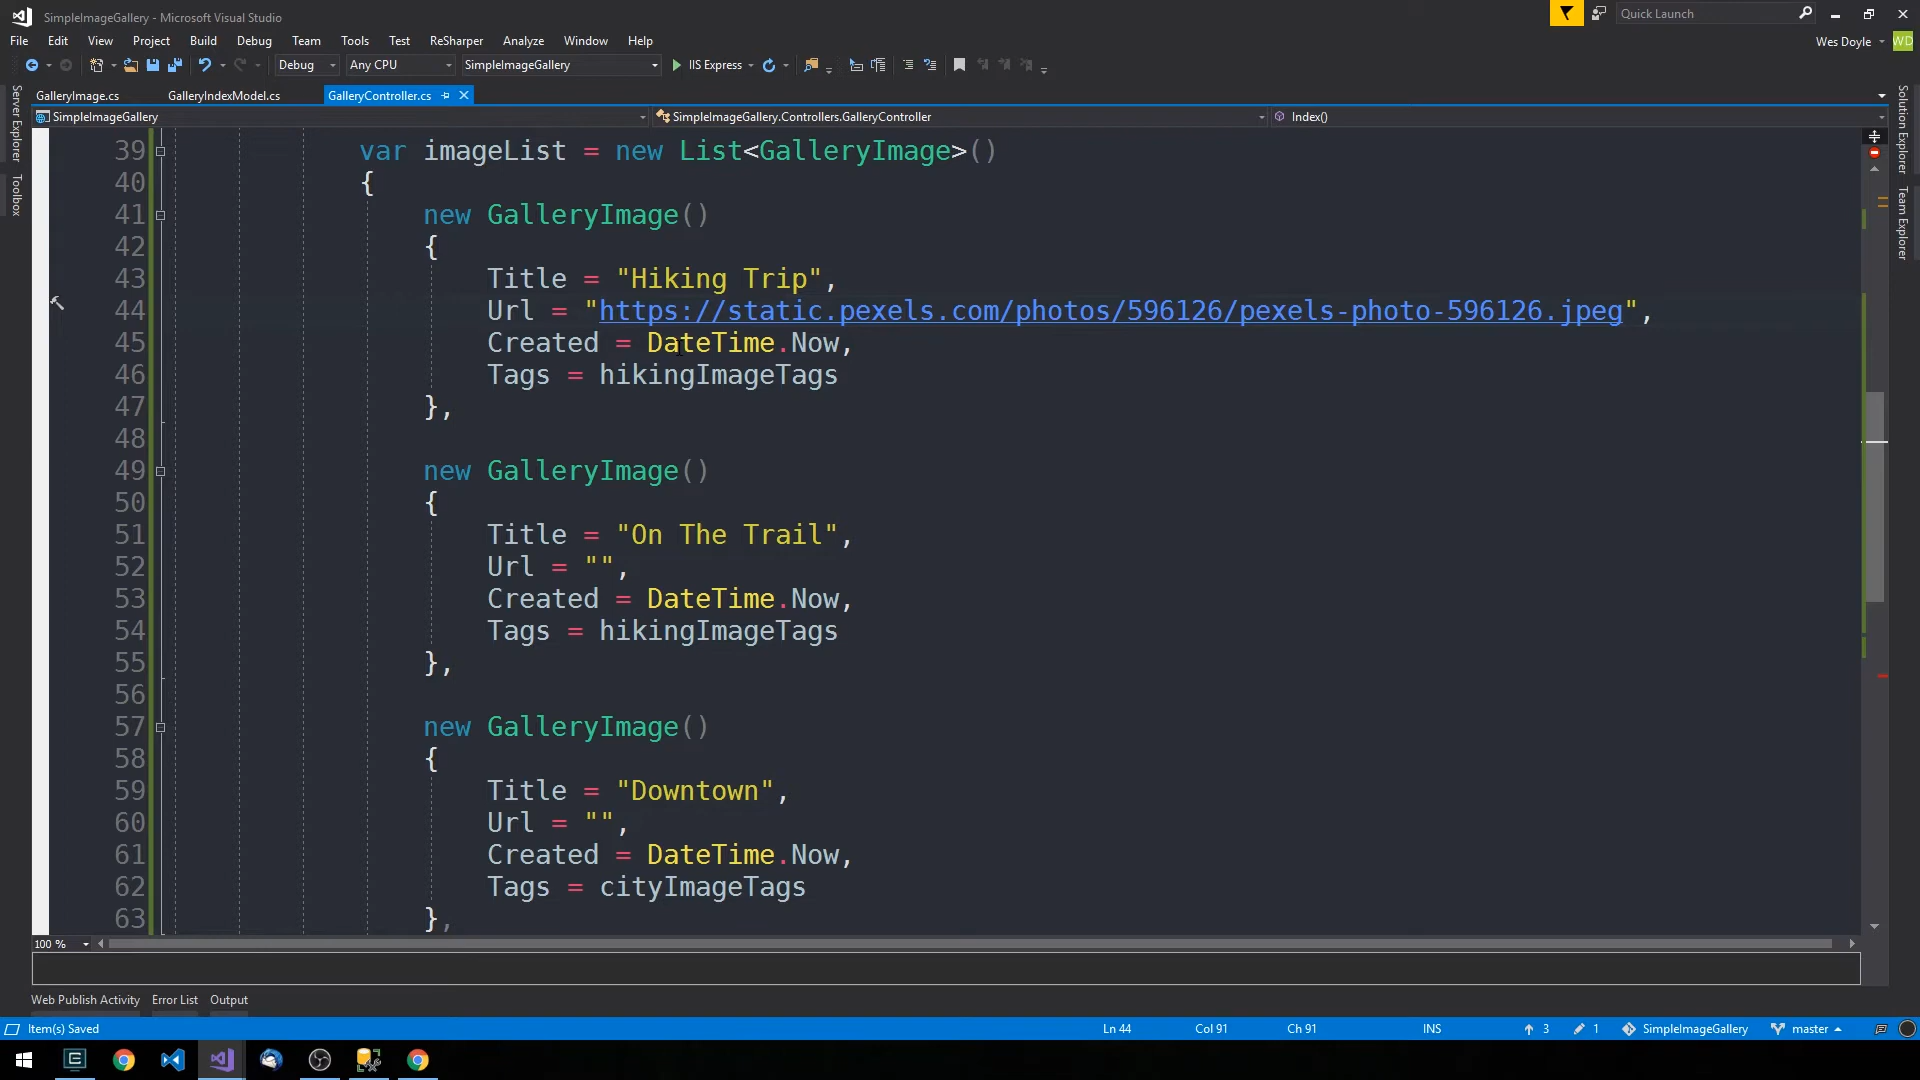 SimpleImageGallery - Microsoft Visual Studio
Quick Launch
File Edit View Project Build Debug Team Tools Test ReSharper Analyze Window Help
Wes Doyle WD
Debug Any CPU SimpleImageGallery IIS Express
GalleryImage.cs GalleryIndexModel.cs GalleryController.cs
SimpleImageGallery SimpleImageGallery.Controllers.GalleryController Index()
Server Explorer
Toolbox
Solution Explorer
Team Explorer
39 var imageList = new List<GalleryImage>()
40 {
41 new GalleryImage()
42 {
43 Title = "Hiking Trip",
44 Url = "https://static.pexels.com/photos/596126/pexels-photo-596126.jpeg",
45 Created = DateTime.Now,
46 Tags = hikingImageTags
47 },
48
49 new GalleryImage()
50 {
51 Title = "On The Trail",
52 Url = "",
53 Created = DateTime.Now,
54 Tags = hikingImageTags
55 },
56
57 new GalleryImage()
58 {
59 Title = "Downtown",
60 Url = "",
61 Created = DateTime.Now,
62 Tags = cityImageTags
63 },
100 %
Web Publish Activity Error List Output
Item(s) Saved Ln 44 Col 91 Ch 91 INS 3 1 SimpleImageGallery master